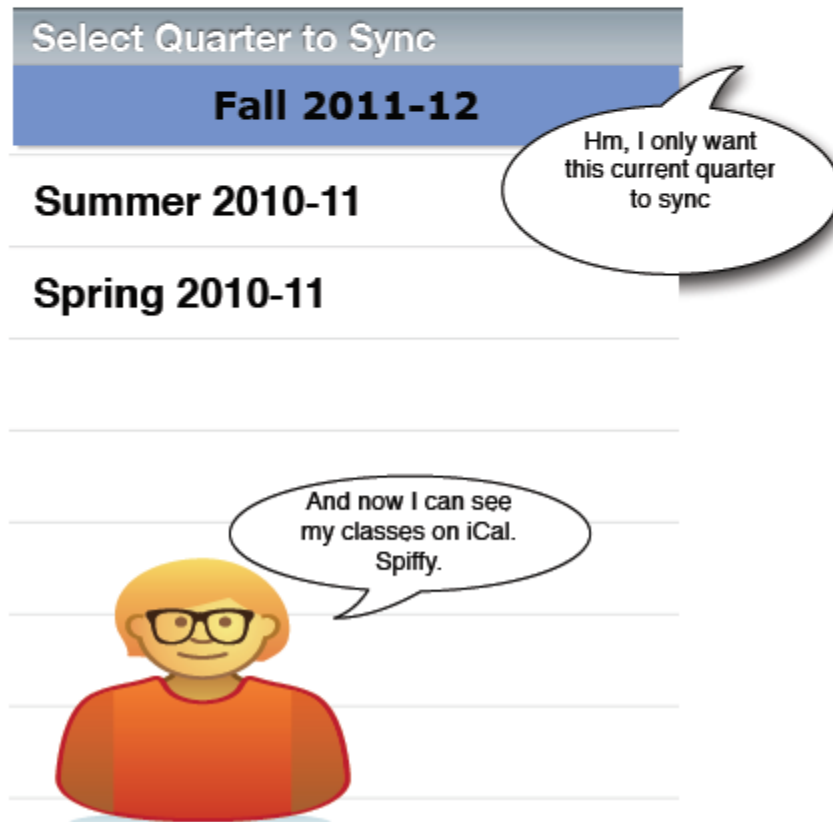 Select Quarter to Sync
Fall 2011-12
Hm, I only want
this current quarter
to sync
Summer 2010-11
Spring 2010-11
And now I can see
my classes on iCal.
Spiffy.